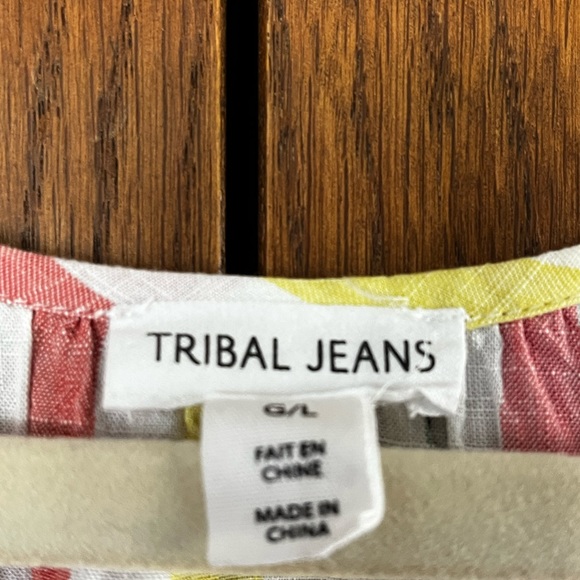 TRIBAL JEANS
G/L
FAIT EN
CHINE
MADE IN
CHINA